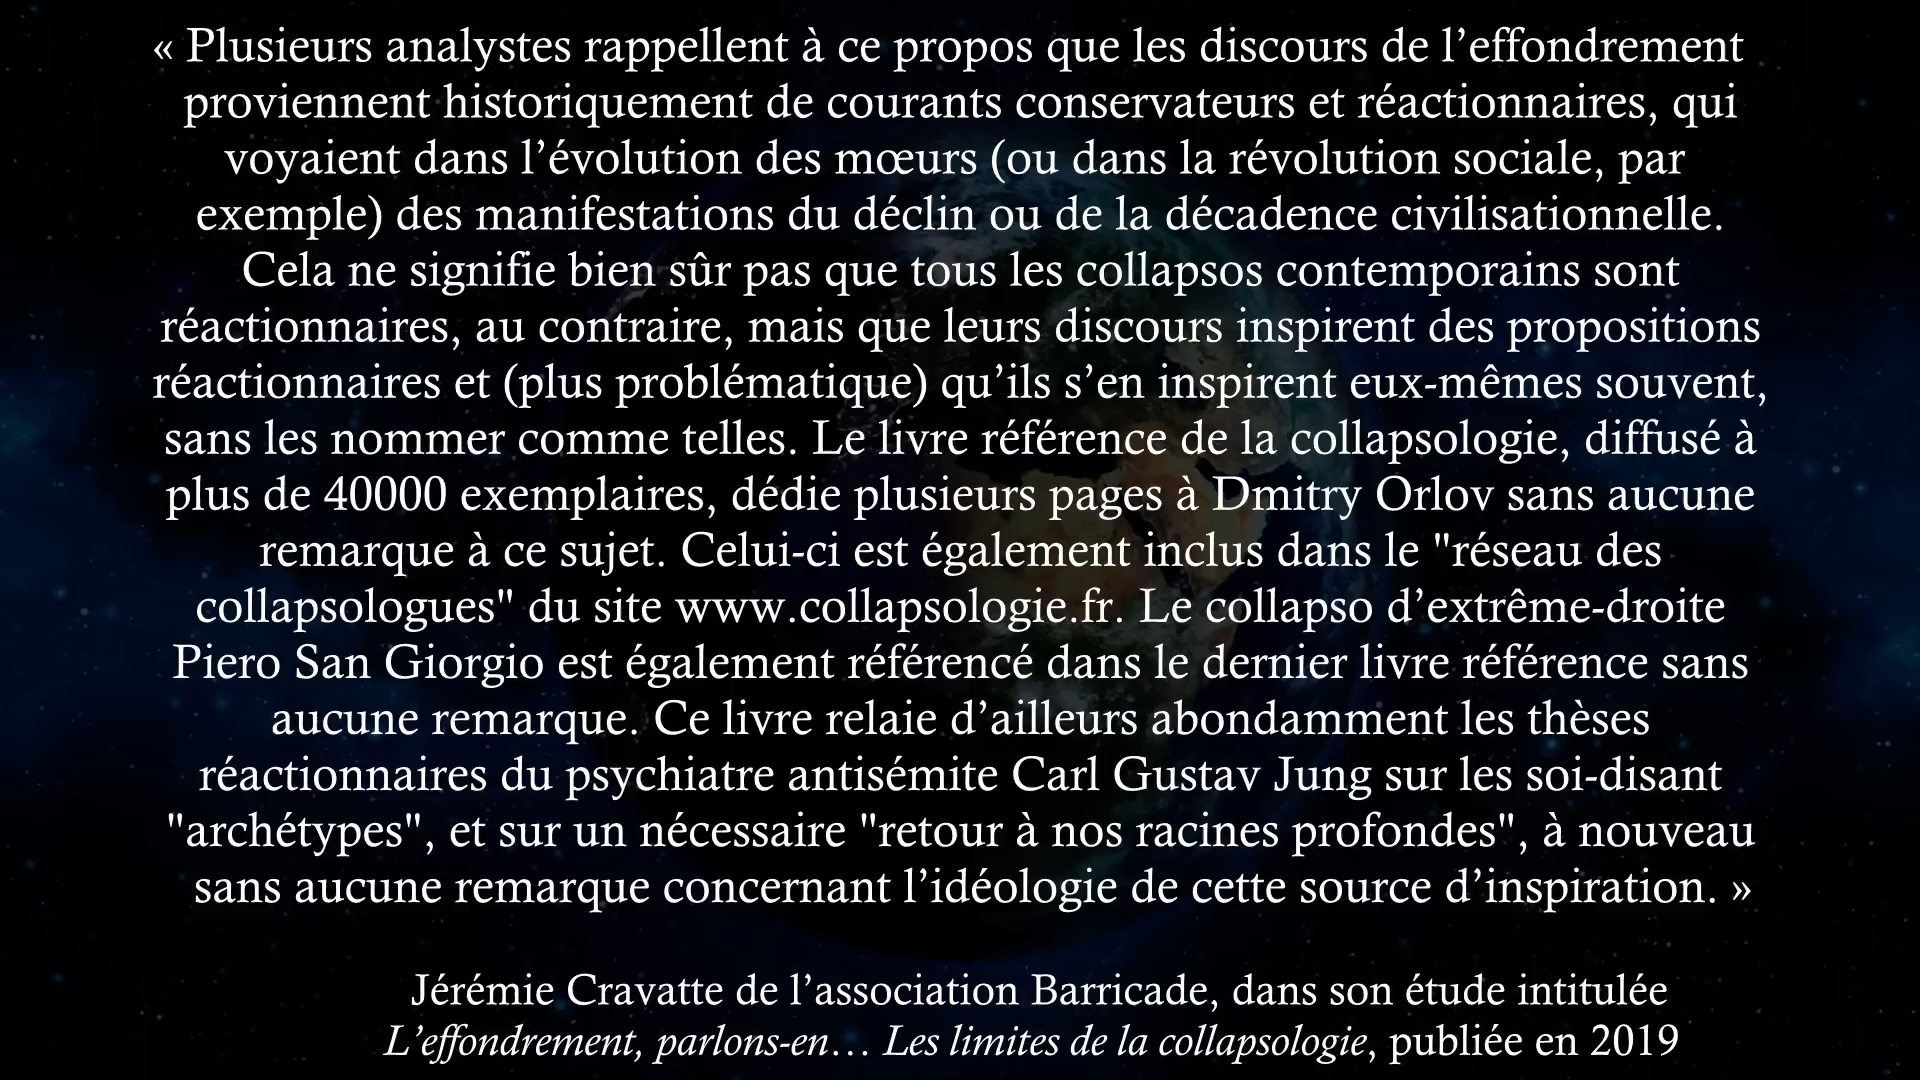 « Plusieurs analystes rappellent à ce propos que les discours de l’effondrement
proviennent historiquement de courants conservateurs et réactionnaires, qui
voyaient dans l’évolution des mœurs (ou dans la révolution sociale, par
exemple) des manifestations du déclin ou de la décadence civilisationnelle.
Cela ne signifie bien sûr pas que tous les collapsos contemporains sont
réactionnaires, au contraire, mais que leurs discours inspirent des propositions
réactionnaires et (plus problématique) qu’ils s’en inspirent eux-mêmes souvent,
sans les nommer comme telles. Le livre référence de la collapsologie, diffusé à
plus de 40000 exemplaires, dédie plusieurs pages à Dmitry Orlov sans aucune
remarque à ce sujet. Celui-ci est également inclus dans le "réseau des
collapsologues" du site www.collapsologie.fr. Le collapso d’extrême-droite
Piero San Giorgio est également référencé dans le dernier livre référence sans
aucune remarque. Ce livre relaie d’ailleurs abondamment les thèses
réactionnaires du psychiatre antisémite Carl Gustav Jung sur les soi-disant
"archétypes", et sur un nécessaire "retour à nos racines profondes", à nouveau
sans aucune remarque concernant l’idéologie de cette source d’inspiration. »
Jérémie Cravatte de l’association Barricade, dans son étude intitulée
L’effondrement, parlons-en… Les limites de la collapsologie, publiée en 2019